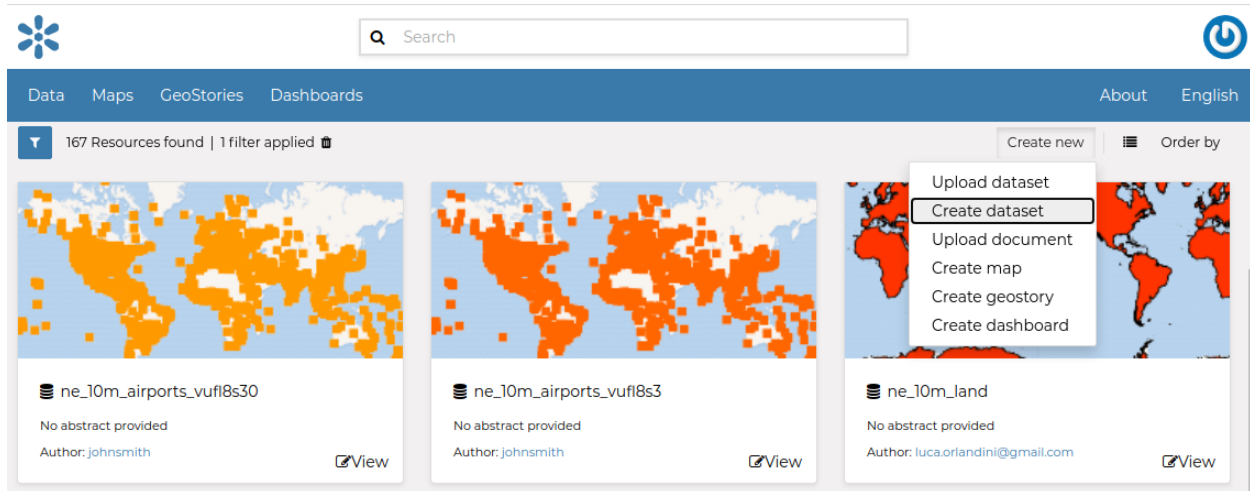 Search
Data Maps GeoStories Dashboards About English
167 Resources found | 1 filter applied Create new Order by
Upload dataset
Create dataset
Upload document
Create map
Create geostory
Create dashboard
ne_10m_airports_vufl8s30
No abstract provided
Author: johnsmith
View
ne_10m_airports_vufl8s3
No abstract provided
Author: johnsmith
View
ne_10m_land
No abstract provided
Author: luca.orlandini@gmail.com
View